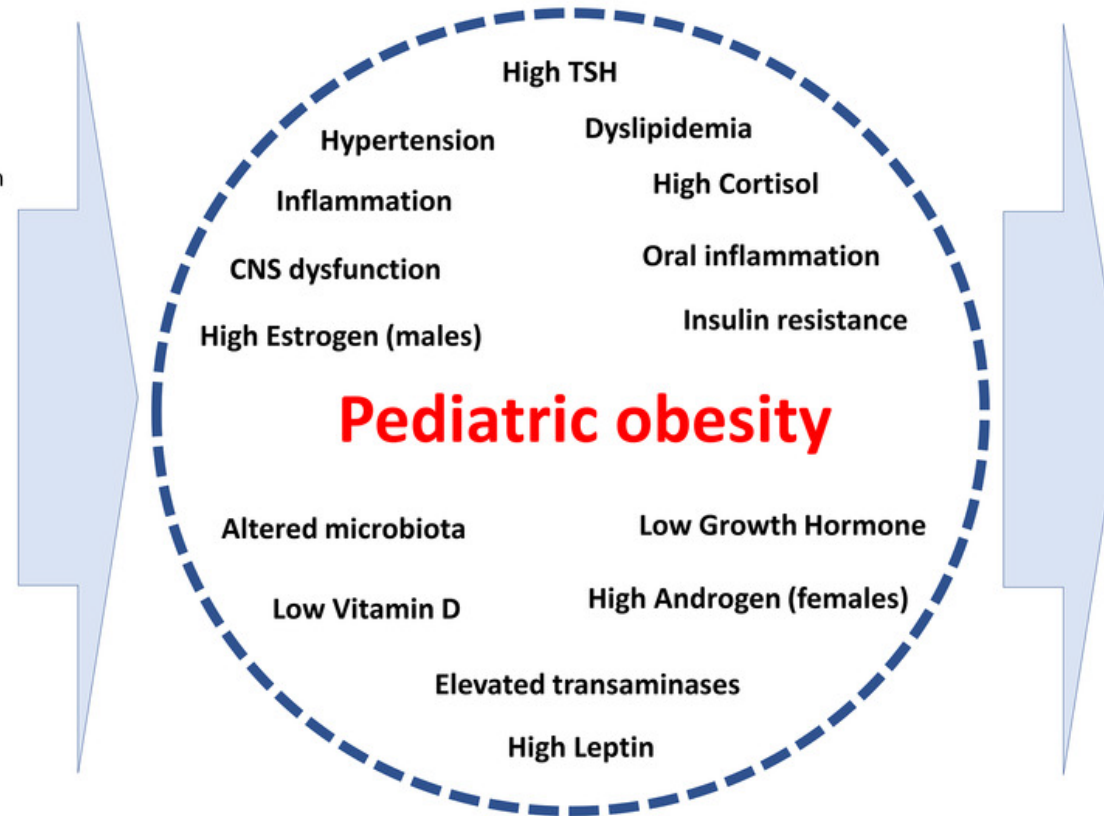 High TSH
Hypertension
Dyslipidemia
High Cortisol
Inflammation
Oral inflammation
CNS dysfunction
Insulin resistance
High Estrogen (males)
Pediatric obesity
Altered microbiota
Low Growth Hormone
Low Vitamin D
High Androgen (females)
Elevated transaminases
High Leptin